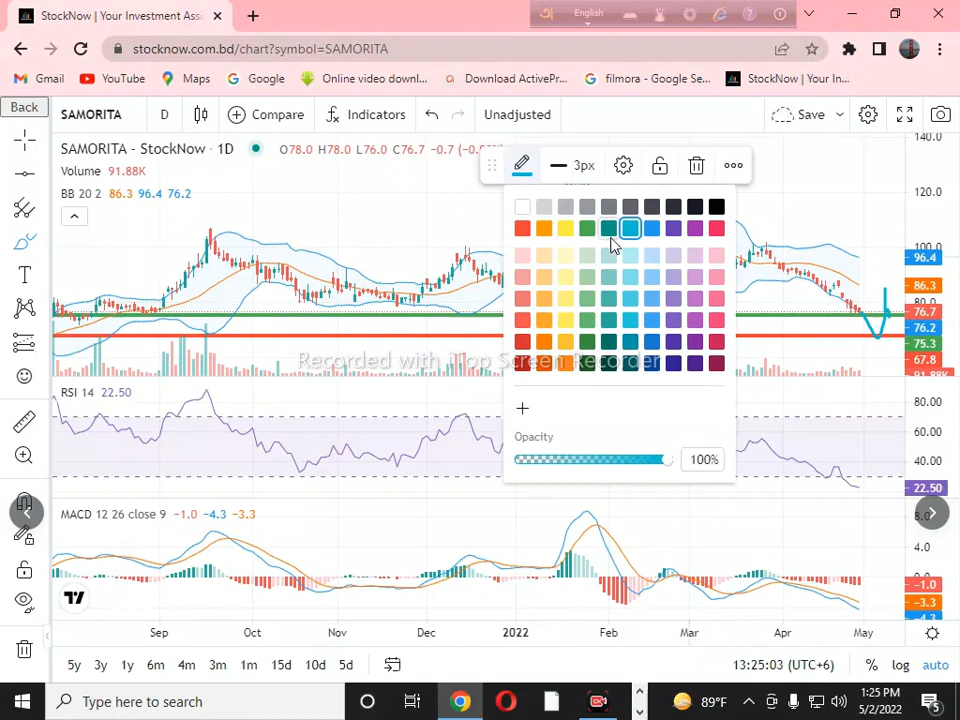 StockNow | Your Investment Assi
English
stocknow.com.bd/chart?symbol=SAMORITA
Gmail
YouTube
Maps
Google
Online video downl...
Download ActivePr...
filmora - Google Se...
StockNow | Your In...
Back
SAMORITA
D
Compare
Indicators
Unadjusted
Save
SAMORITA - StockNow · 1D
O78.0 H78.0 L76.0 C76.7 −0.7
3px
Volume 91.88K
BB 20 2 86.3 96.4 76.2
140.0
120.0
100.0
96.4
86.3
80.0
76.7
76.2
75.3
67.8
91.88K
Recorded with iTop Screen Recorder
Opacity
100%
RSI 14 22.50
80.00
60.00
40.00
22.50
MACD 12 26 close 9 −1.0 −4.3 −3.3
8.0
4.0
0.0
−1.0
−3.3
−4.3
Sep Oct Nov Dec 2022 Feb Mar Apr May
5y 3y 1y 6m 4m 3m 1m 15d 10d 5d
13:25:03 (UTC+6)
% log auto
Type here to search
89°F
1:25 PM
5/2/2022
5